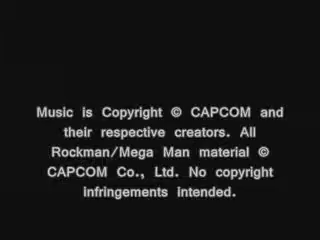 Music is Copyright © CAPCOM and
their respective creators. All
Rockman/Mega Man material ©
CAPCOM Co., Ltd. No copyright
infringements intended.